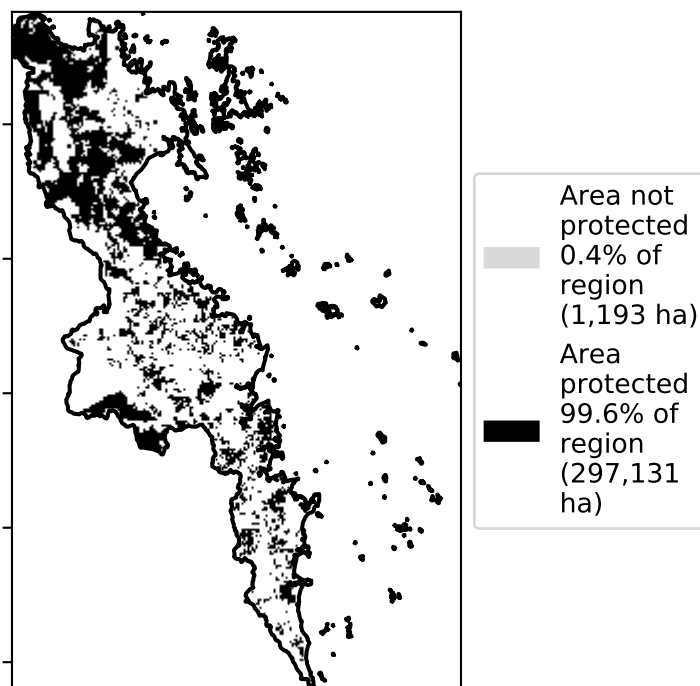 Area not
protected
0.4% of
region
(1,193 ha)
Area
protected
99.6% of
region
(297,131
ha)